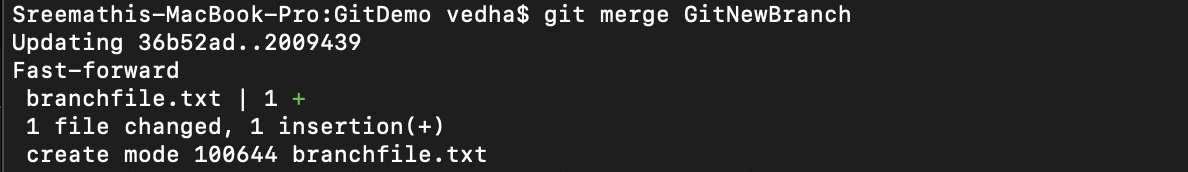 Sreemathis-MacBook-Pro:GitDemo vedha$ git merge GitNewBranch
Updating 36b52ad..2009439
Fast-forward
 branchfile.txt | 1 +
 1 file changed, 1 insertion(+)
 create mode 100644 branchfile.txt